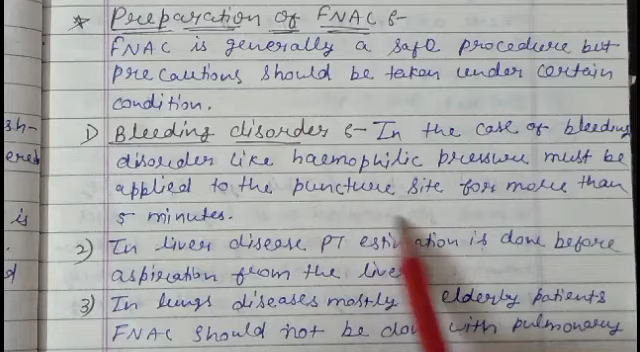 * Preparation of FNAC :-
FNAC is generally a safe procedure but
precautions should be taken under certain
condition.
sh-
1) Bleeding disorder :- In the case of bleeding
disorder like haemophilic pressure must be
applied to the puncture site for more than
is
5 minutes.
2) In liver disease PT estimation is done before
aspiration from the liver
3) In lungs diseases mostly elderly patients
FNAC should not be done with pulmonary